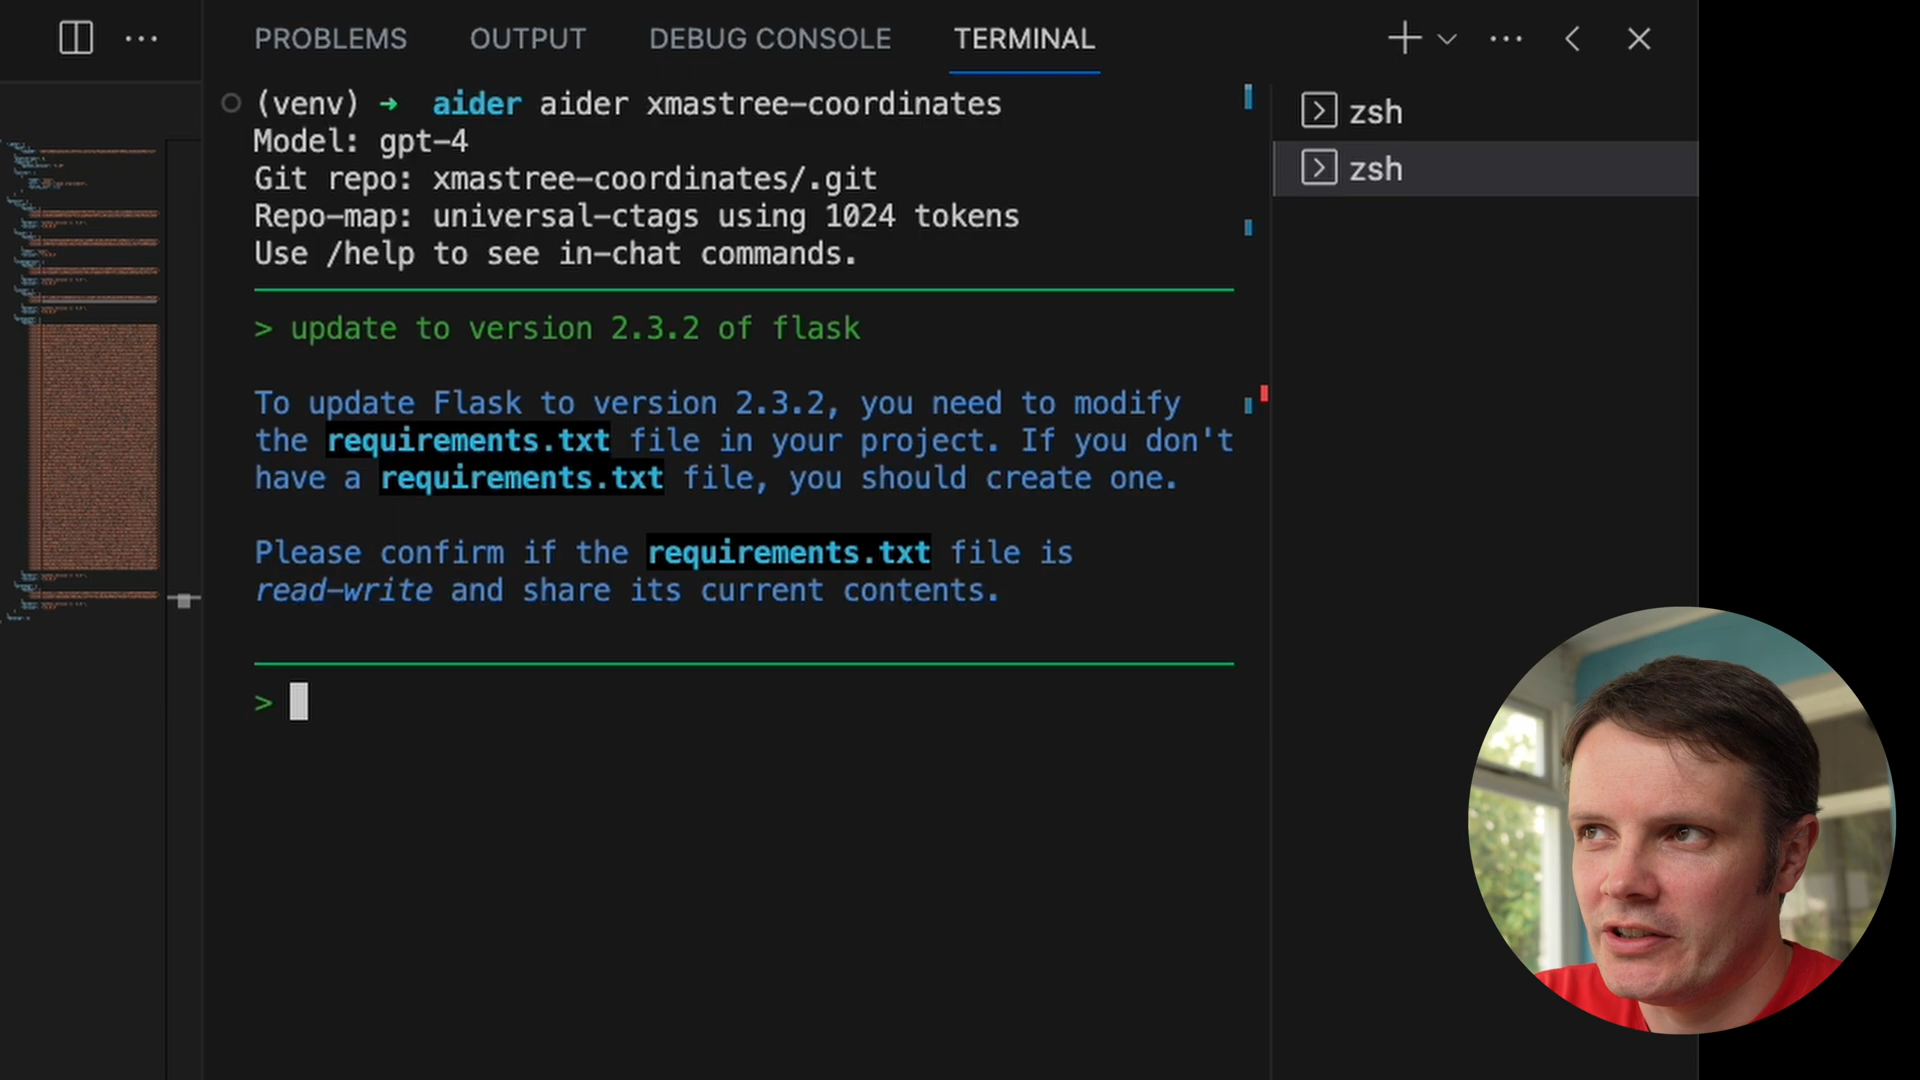 PROBLEMS OUTPUT DEBUG CONSOLE TERMINAL
(venv) ➜ aider aider xmastree-coordinates
Model: gpt-4
Git repo: xmastree-coordinates/.git
Repo-map: universal-ctags using 1024 tokens
Use /help to see in-chat commands.
> update to version 2.3.2 of flask
To update Flask to version 2.3.2, you need to modify
the requirements.txt file in your project. If you don't
have a requirements.txt file, you should create one.
Please confirm if the requirements.txt file is
read-write and share its current contents.
>
zsh
zsh